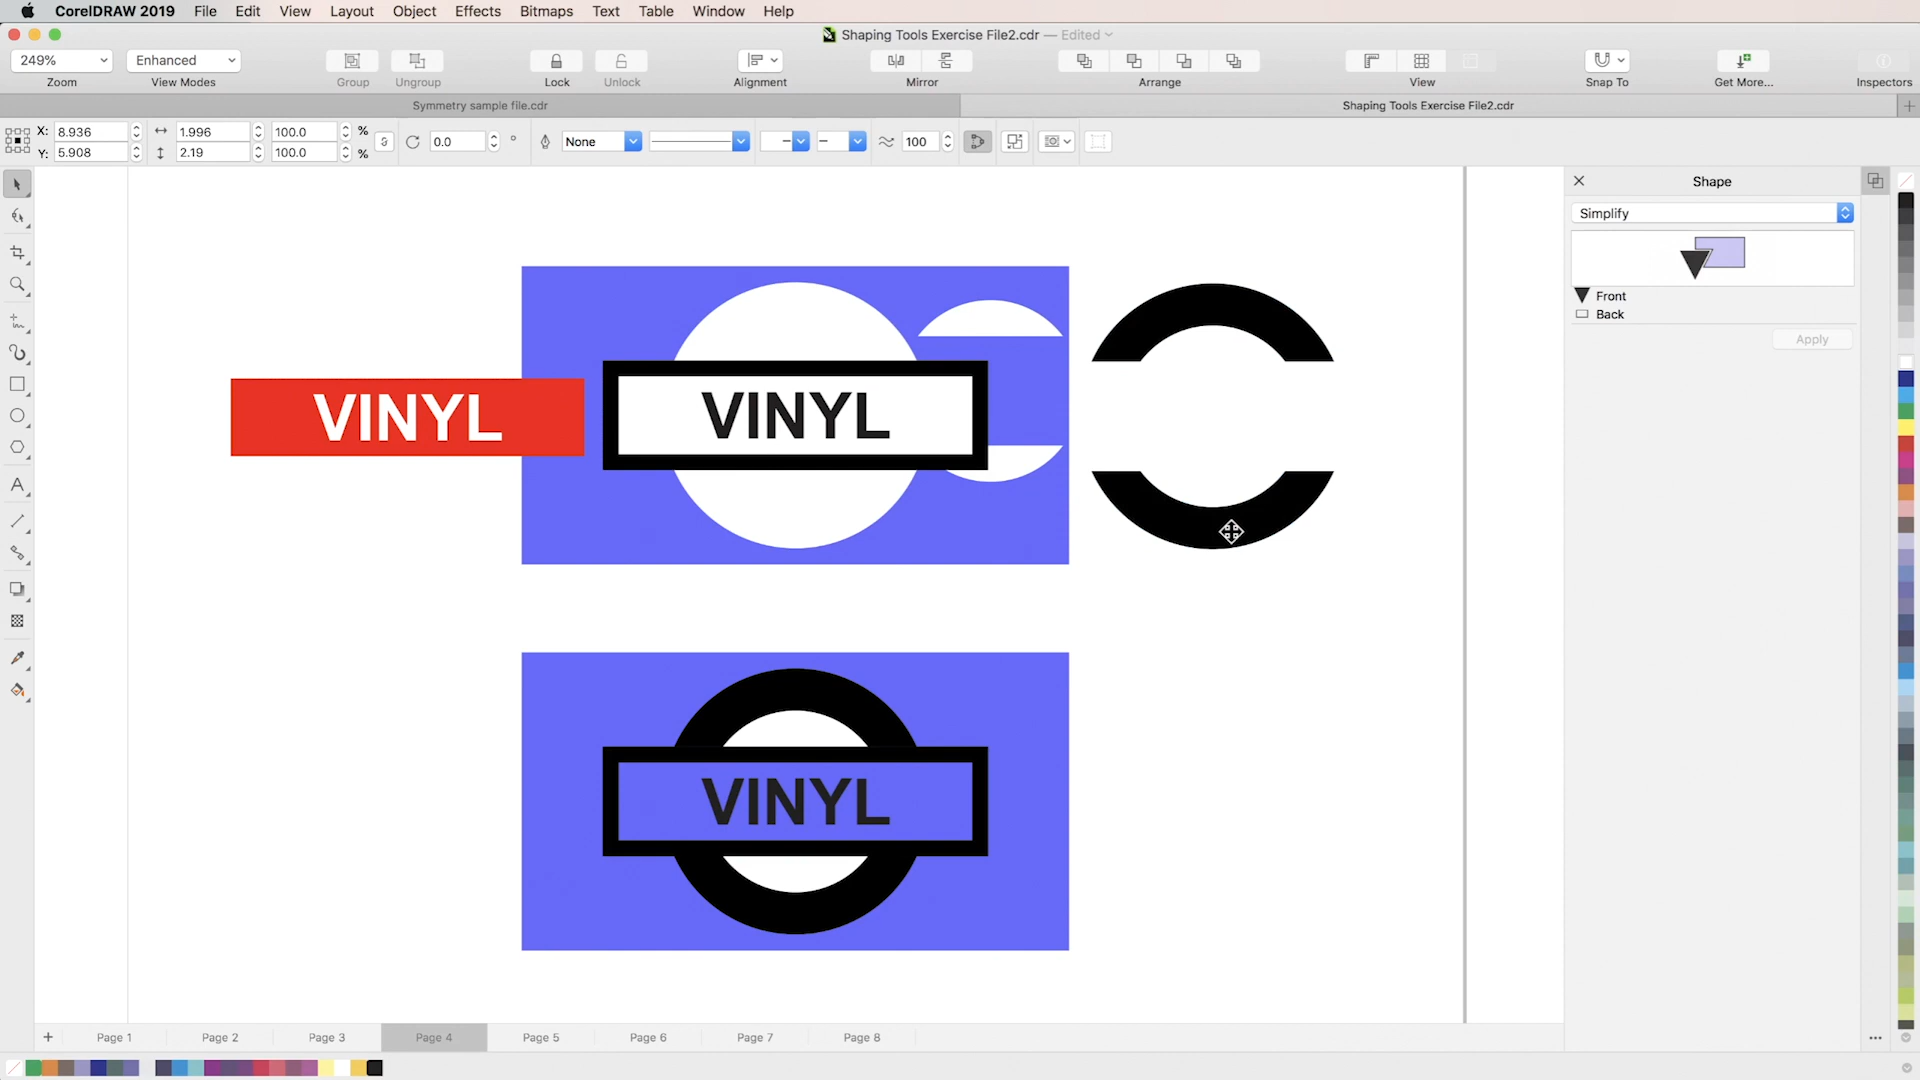 CorelDRAW 2019 File Edit View Layout Object Effects Bitmaps Text Table Window Help
Shaping Tools Exercise File2.cdr — Edited
249% Enhanced
Zoom View Modes Group Ungroup Lock Unlock Alignment Mirror Arrange View Snap To Get More... Inspectors
Symmetry sample file.cdr Shaping Tools Exercise File2.cdr
X: 8.936 1.996 100.0 % 0.0 ° None 100
Y: 5.908 2.19 100.0 %
Shape
Simplify
Front
Back
Apply
VINYL
VINYL
VINYL
Page 1 Page 2 Page 3 Page 4 Page 5 Page 6 Page 7 Page 8